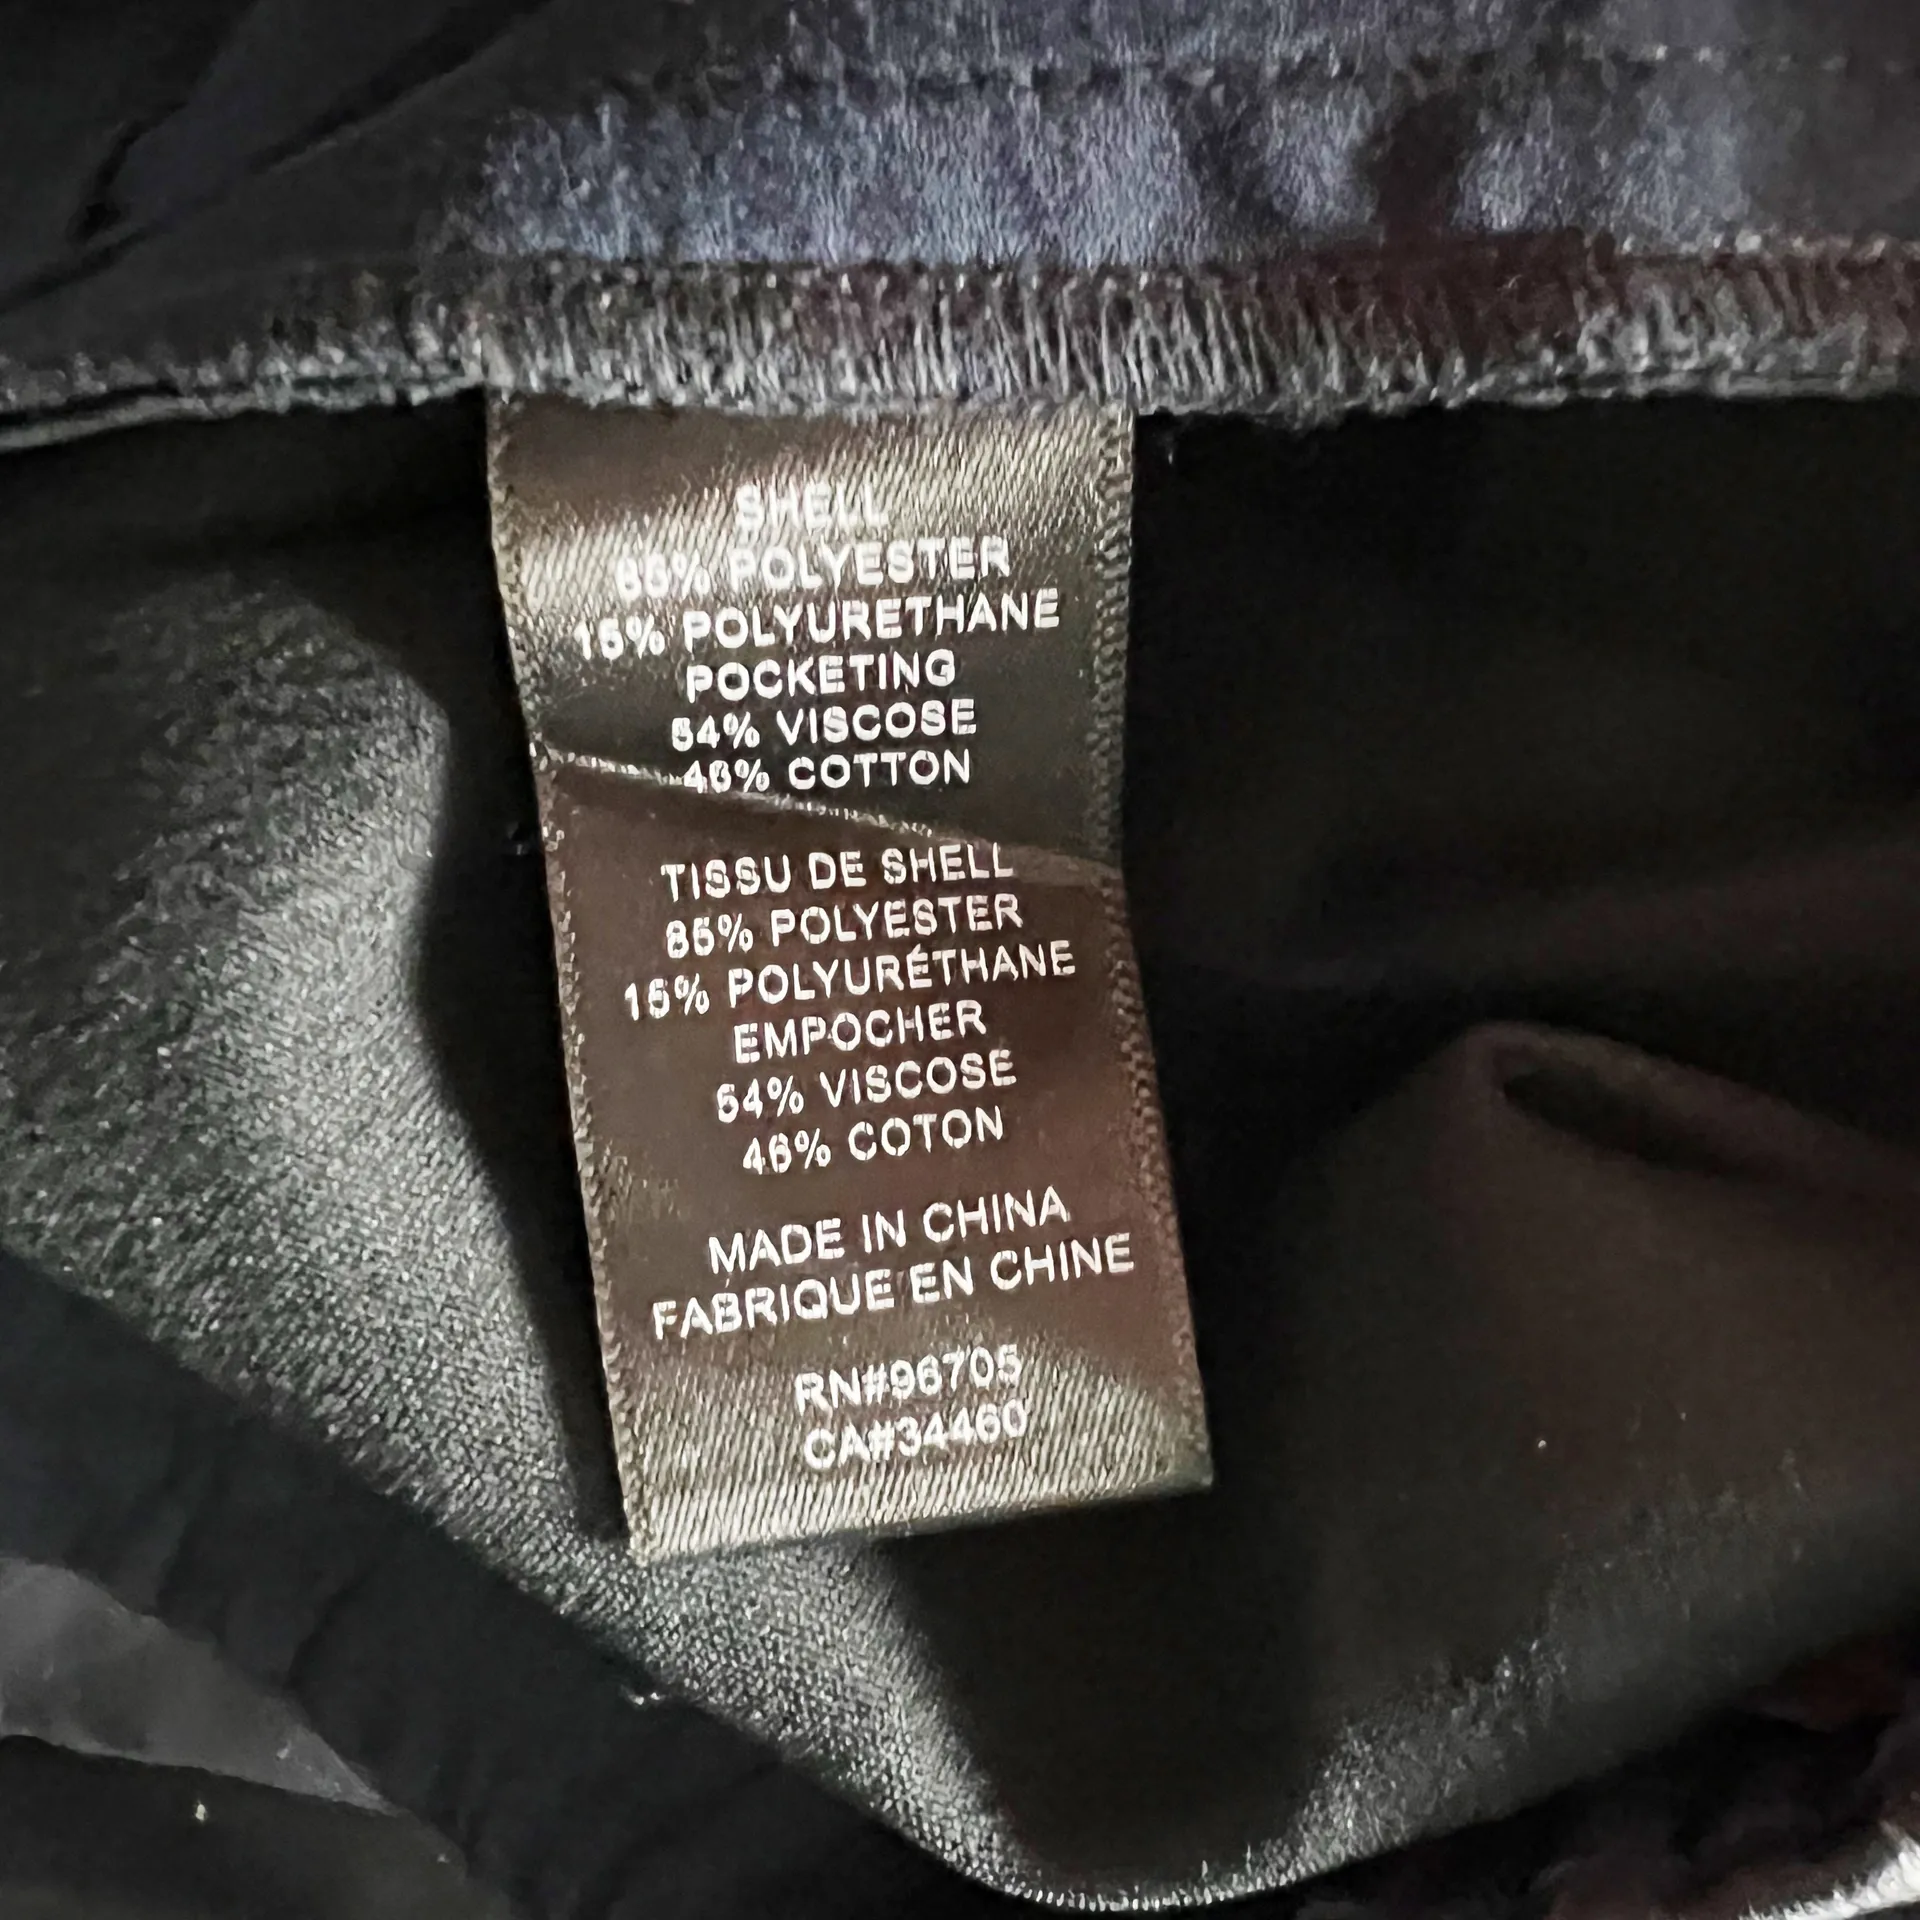 SHELL
85% POLYESTER
15% POLYURETHANE
POCKETING
54% VISCOSE
46% COTTON
TISSU DE SHELL
85% POLYESTER
15% POLYURÉTHANE
EMPOCHER
54% VISCOSE
46% COTON
MADE IN CHINA
FABRIQUE EN CHINE
RN#96705
CA#34460